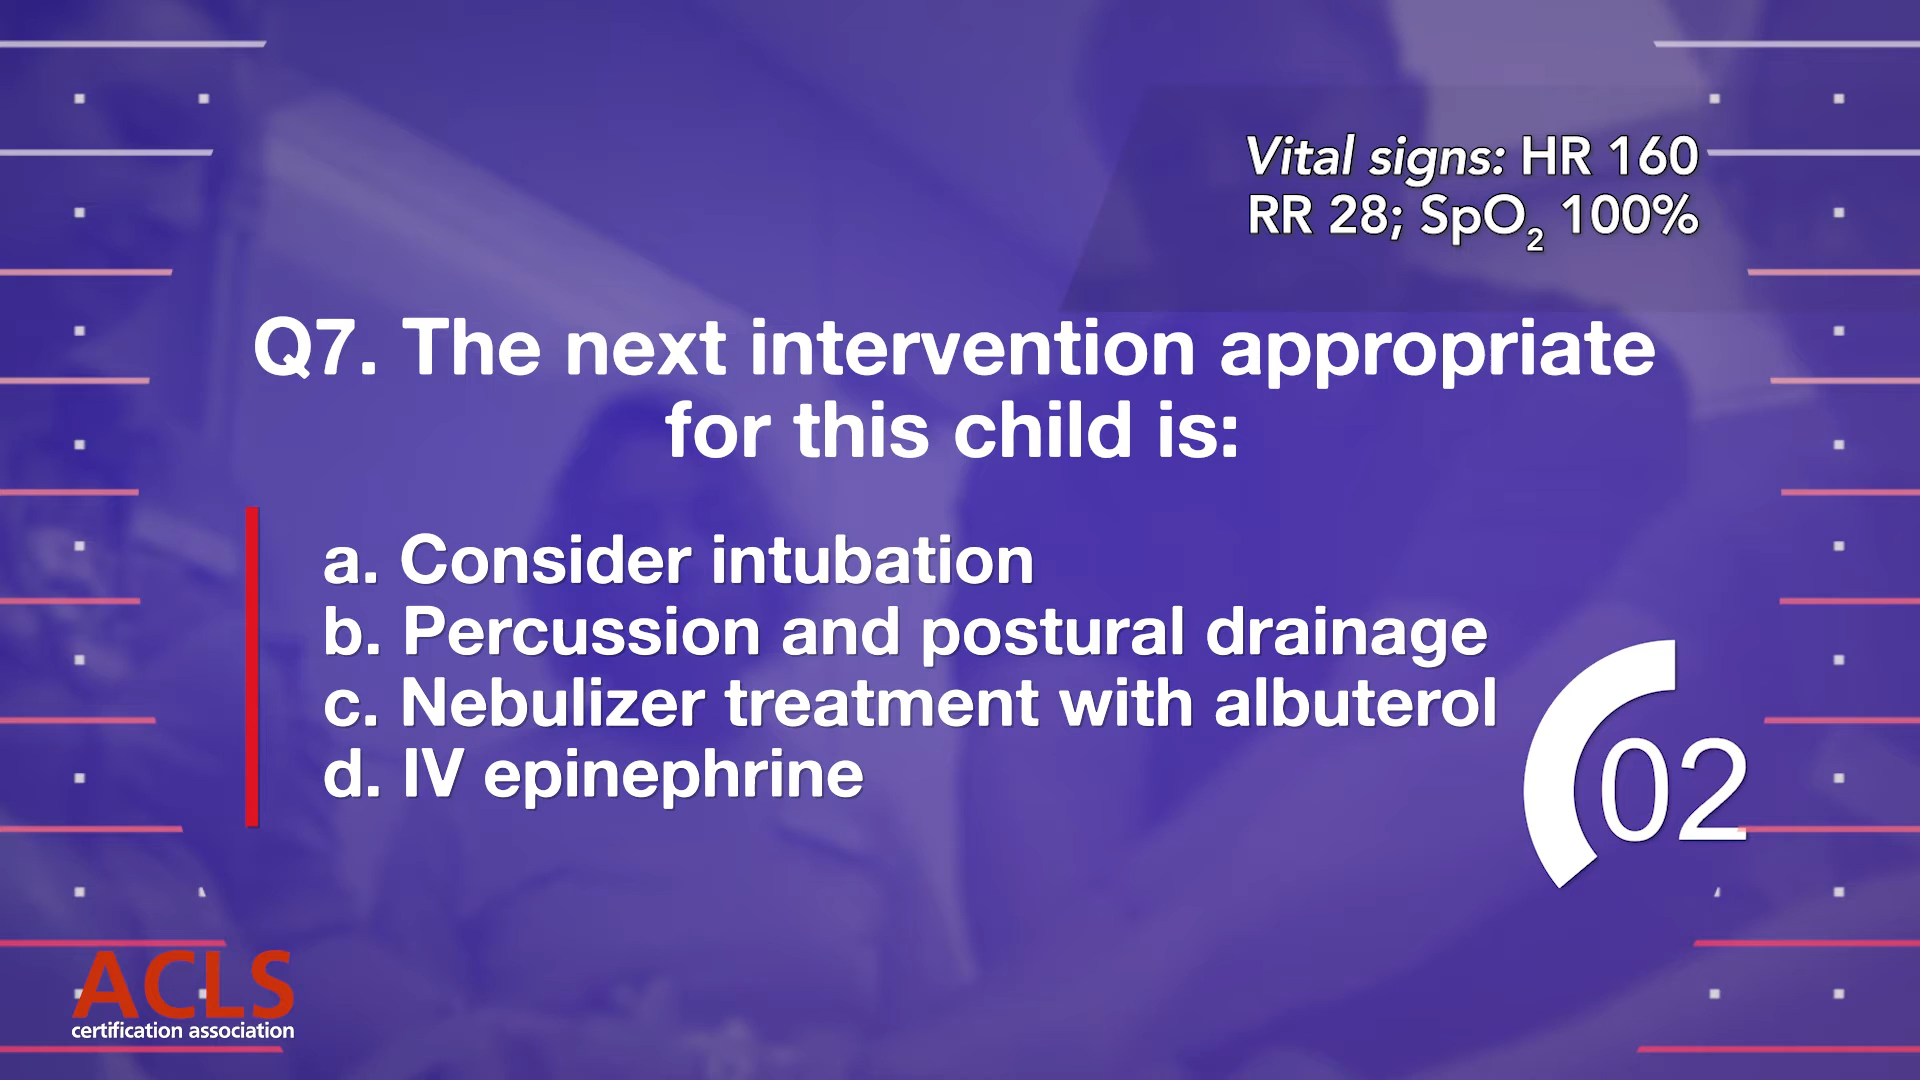 Vital signs: HR 160
RR 28; SpO₂ 100%
Q7. The next intervention appropriate
for this child is:
a. Consider intubation
b. Percussion and postural drainage
c. Nebulizer treatment with albuterol
d. IV epinephrine
02
ACLS
certification association